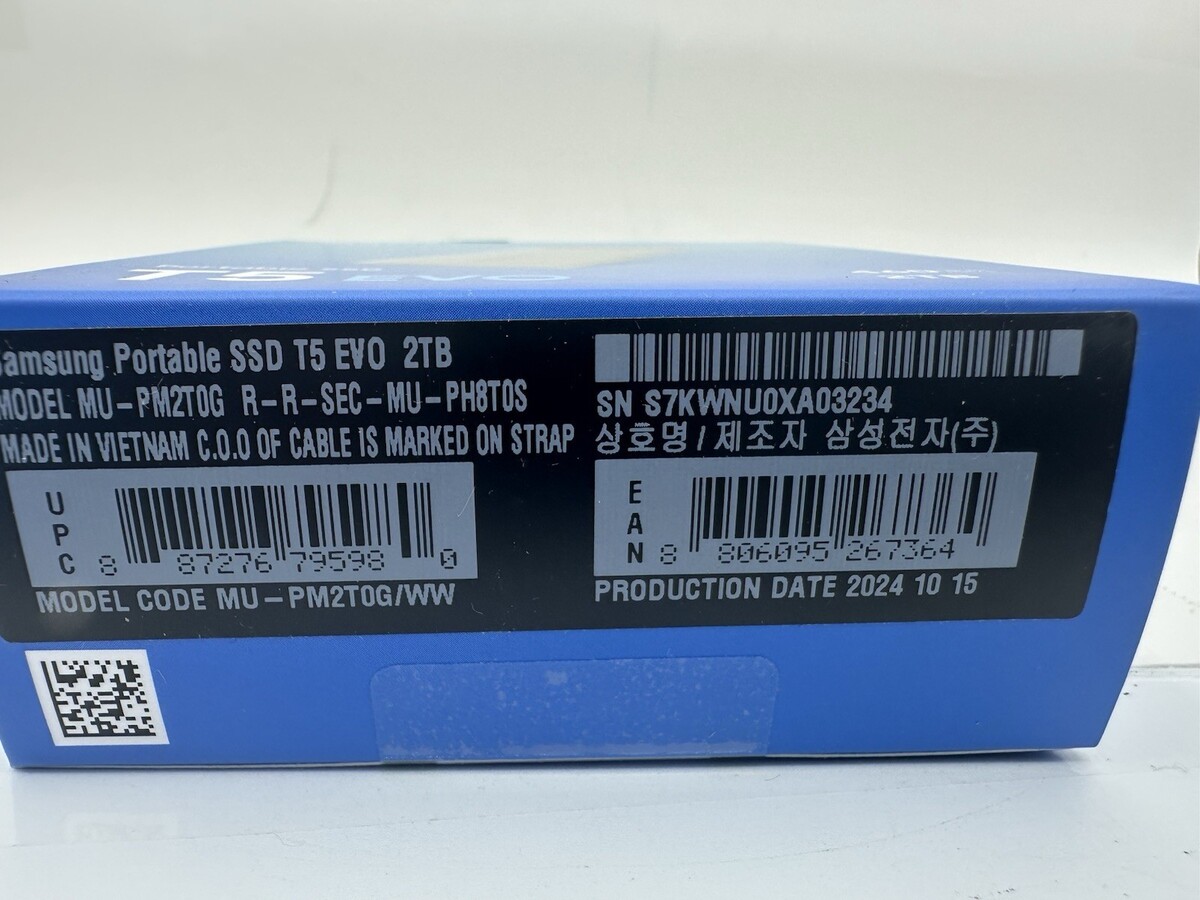 T5 EVO
Samsung Portable SSD T5 EVO 2TB
MODEL MU-PM2T0G R-R-SEC-MU-PH8T0S
MADE IN VIETNAM C.O.O OF CABLE IS MARKED ON STRAP
UPC
8 87276 79598 0
MODEL CODE MU-PM2T0G/WW
SN S7KWNU0XA03234
상호명/제조자 삼성전자(주)
EAN
8 806095 267364
PRODUCTION DATE 2024 10 15